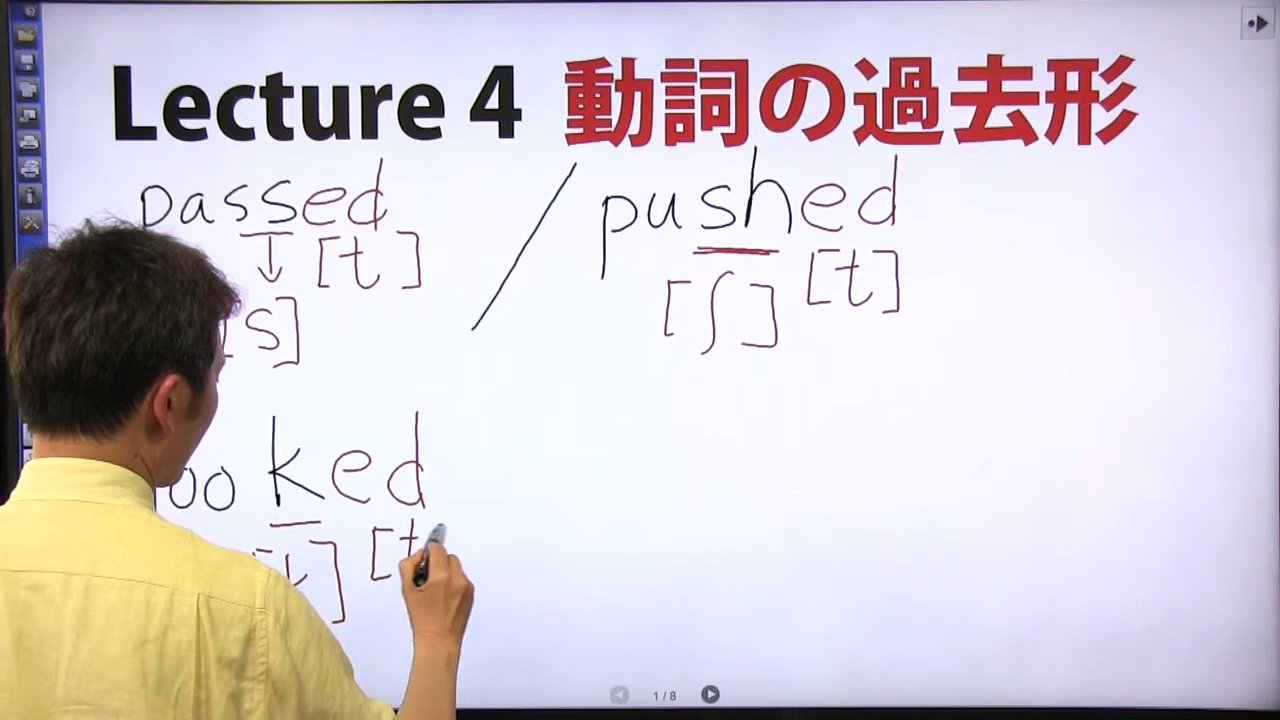 Lecture 4 動詞の過去形
passed / pushed
[t] [t]
[s] [ʃ]
ooked
[t
1/8